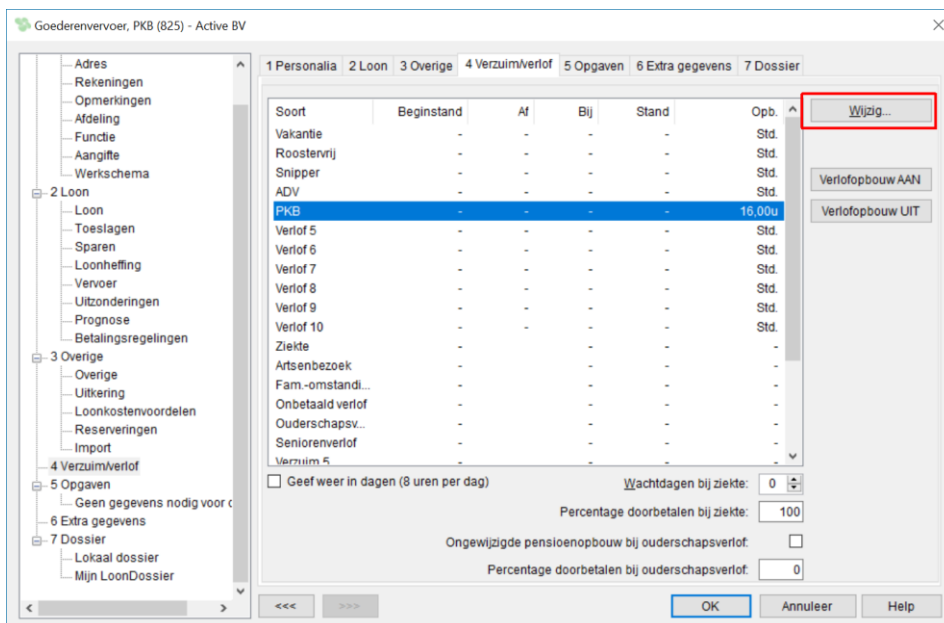 Goederenvervoer, PKB (825) - Active BV
Adres
Rekeningen
Opmerkingen
Afdeling
Functie
Aangifte
Werkschema
2 Loon
Loon
Toeslagen
Sparen
Loonheffing
Vervoer
Uitzonderingen
Prognose
Betalingsregelingen
3 Overige
Overige
Uitkering
Loonkostenvoordelen
Reserveringen
Import
4 Verzuim/verlof
5 Opgaven
Geen gegevens nodig voor
6 Extra gegevens
7 Dossier
Lokaal dossier
Mijn LoonDossier
1 Personalia 2 Loon 3 Overige 4 Verzuim/verlof 5 Opgaven 6 Extra gegevens 7 Dossier
Soort Beginstand Af Bij Stand Opb.
Vakantie - - - - Std.
Roostervrij - - - - Std.
Snipper - - - - Std.
ADV - - - - Std.
PKB - - - - 16,00u
Verlof 5 - - - - Std.
Verlof 6 - - - - Std.
Verlof 7 - - - - Std.
Verlof 8 - - - - Std.
Verlof 9 - - - - Std.
Verlof 10 - - - - Std.
Ziekte - - - -
Artsenbezoek - - - -
Fam.-omstandi... - - - -
Onbetaald verlof - - - -
Ouderschapsv... - - - -
Seniorenverlof - - - -
Verzuim 5 - - - -
Wijzig...
Verlofopbouw AAN
Verlofopbouw UIT
Geef weer in dagen (8 uren per dag)
Wachtdagen bij ziekte: 0
Percentage doorbetalen bij ziekte: 100
Ongewijzigde pensioenopbouw bij ouderschapsverlof:
Percentage doorbetalen bij ouderschapsverlof: 0
<<< >>> OK Annuleer Help